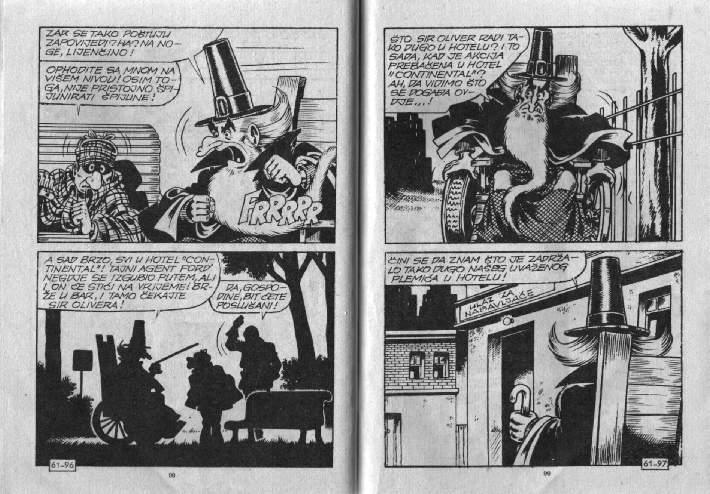 ZAR SE TAKO POŠTUJU
ZAPOVIJEDI? HA? NA NO-
GE, LIJENČINO!
OPHODITE SA MNOM NA
VIŠEM NIVOU! OSIM TO-
GA, NIJE PRISTOJNO ŠPI-
JUNIRATI ŠPIJUNE!
FRRRRR
A SAD BRZO, SVI U HOTEL "CON-
TINENTAL"! TAJNI AGENT FORD
NEGDJE SE IZGUBIO PUTEM, ALI
I ON ĆE STIĆI NA VRIJEME! BR-
ŽE U BAR, I TAMO ČEKAJTE
SIR OLIVERA!
DA, GOSPO-
DINE, BIT ĆETE
POSLUŠANI!
61-96
ŠTO SIR OLIVER RADI TA-
KO DUGO U HOTELU? I TO
SADA, KAD JE AKCIJA
PREBAČENA U HOTEL
"CONTINENTAL"?
AH, DA VIDIMO ŠTO
SE DOGAĐA OV-
DJE...!
ČINI SE DA ZNAM ŠTO JE ZADRŽA-
LO TAKO DUGO NAŠEG UVAŽENOG
PLEMIĆA U HOTELU!
ULAZ ZA
61-97